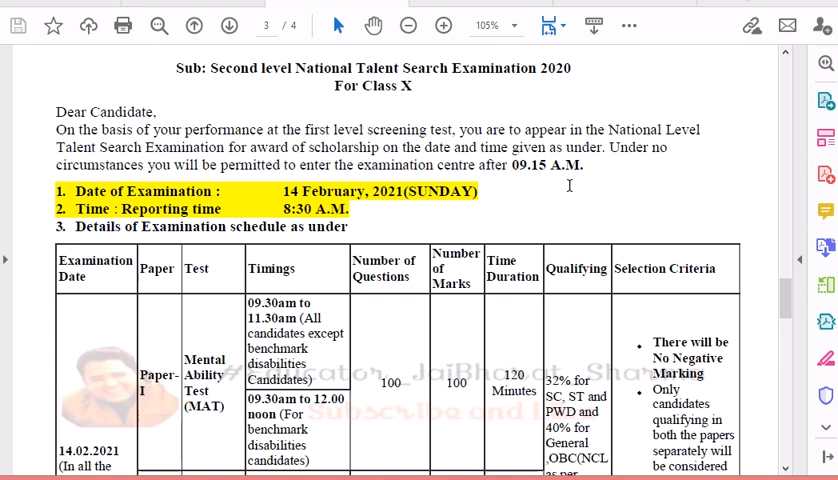 3 / 4
105%
Sub: Second level National Talent Search Examination 2020
For Class X
Dear Candidate,
On the basis of your performance at the first level screening test, you are to appear in the National Level
Talent Search Examination for award of scholarship on the date and time given as under. Under no
circumstances you will be permitted to enter the examination centre after 09.15 A.M.
1. Date of Examination : 14 February, 2021(SUNDAY)
2. Time : Reporting time 8:30 A.M.
3. Details of Examination schedule as under
Examination
Date
Paper
Test
Timings
Number of
Questions
Number
of
Marks
Time
Duration
Qualifying
Selection Criteria
14.02.2021
(In all the
Paper-
I
Mental
Ability
Test
(MAT)
09.30am to
11.30am (All
candidates except
benchmark
disabilities
Candidates)
09.30am to 12.00
noon (For
benchmark
disabilities
candidates)
100
100
120
Minutes
32% for
SC, ST and
PWD and
40% for
General
,OBC(NCL
as per
• There will be
No Negative
Marking
• Only
candidates
qualifying in
both the papers
separately will be
considered
#Educator_JaiBharat_Sharma
Subscribe and L